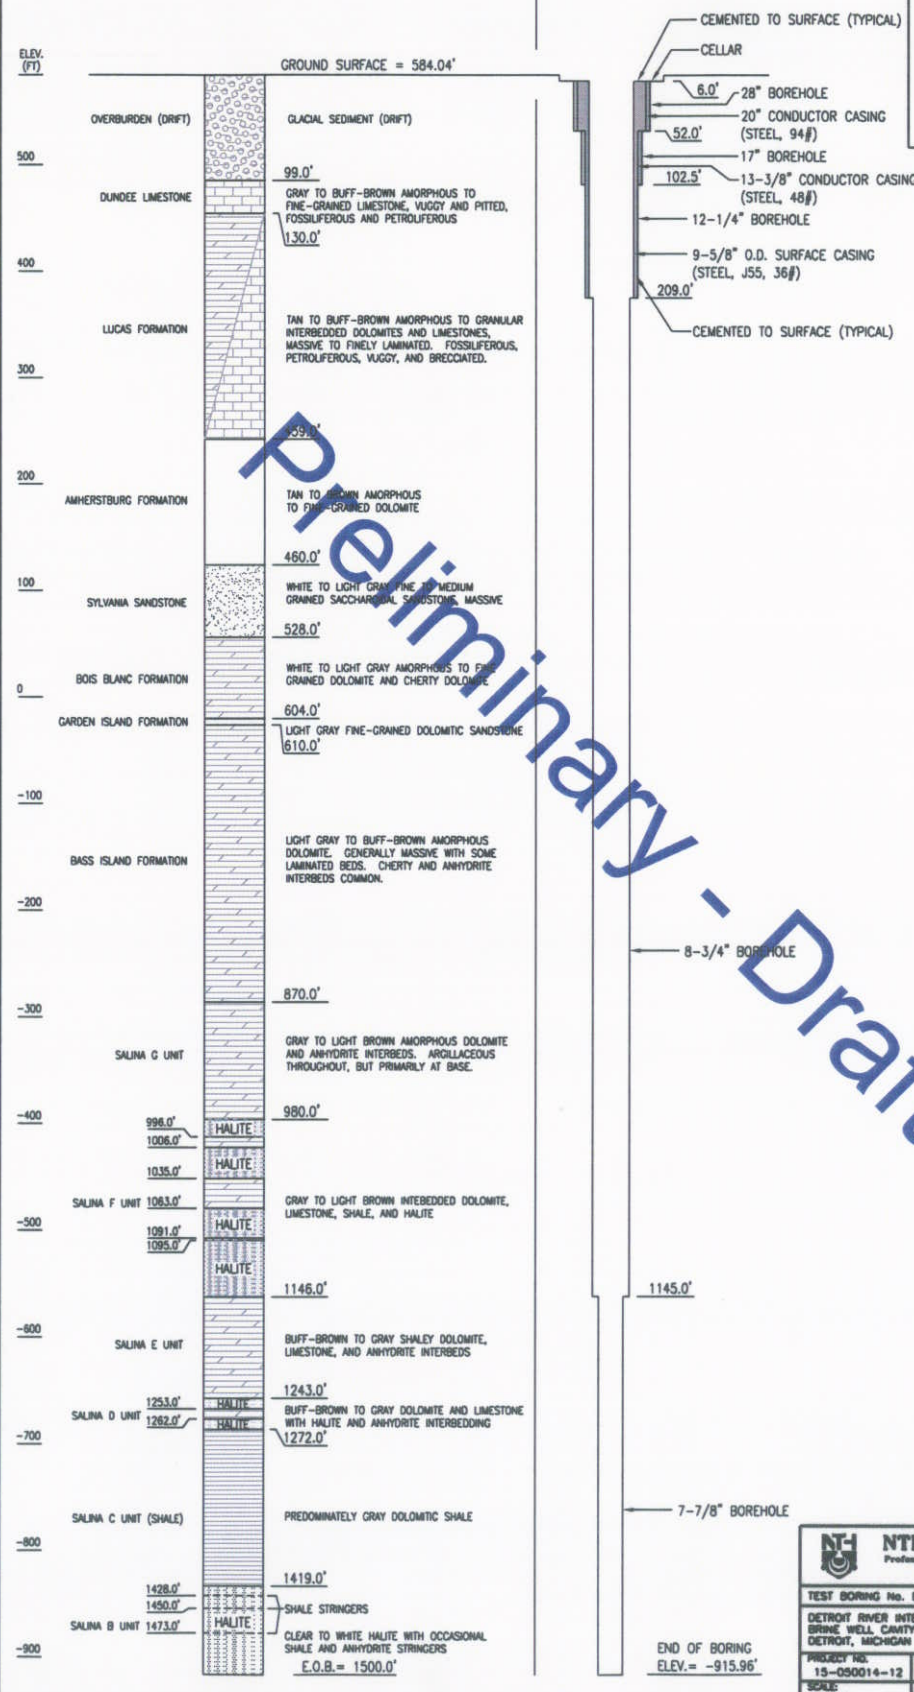 ELEV.
(FT)
GROUND SURFACE = 584.04'
CEMENTED TO SURFACE (TYPICAL)
CELLAR
6.0'
28" BOREHOLE
20" CONDUCTOR CASING
(STEEL, 94#)
52.0'
17" BOREHOLE
102.5'
13-3/8" CONDUCTOR CASING
(STEEL, 48#)
12-1/4" BOREHOLE
9-5/8" O.D. SURFACE CASING
(STEEL, J55, 36#)
209.0'
CEMENTED TO SURFACE (TYPICAL)
OVERBURDEN (DRIFT)
GLACIAL SEDIMENT (DRIFT)
500
99.0'
DUNDEE LIMESTONE
GRAY TO BUFF-BROWN AMORPHOUS TO
FINE-GRAINED LIMESTONE, VUGGY AND PITTED,
FOSSILIFEROUS AND PETROLIFEROUS
130.0'
400
LUCAS FORMATION
TAN TO BUFF-BROWN AMORPHOUS TO GRANULAR
INTERBEDDED DOLOMITES AND LIMESTONES,
MASSIVE TO FINELY LAMINATED. FOSSILIFEROUS,
PETROLIFEROUS, VUGGY, AND BRECCIATED.
300
Preliminary - Draft
200
AMHERSTBURG FORMATION
TAN TO BROWN AMORPHOUS
TO FINE-GRAINED DOLOMITE
460.0'
100
SYLVANIA SANDSTONE
WHITE TO LIGHT GRAY FINE TO MEDIUM
GRAINED SACCHAROIDAL SANDSTONE, MASSIVE
528.0'
BOIS BLANC FORMATION
WHITE TO LIGHT GRAY AMORPHOUS TO FINE
GRAINED DOLOMITE AND CHERTY DOLOMITE
0
604.0'
GARDEN ISLAND FORMATION
LIGHT GRAY FINE-GRAINED DOLOMITIC SANDSTONE
610.0'
-100
BASS ISLAND FORMATION
LIGHT GRAY TO BUFF-BROWN AMORPHOUS
DOLOMITE. GENERALLY MASSIVE WITH SOME
LAMINATED BEDS. CHERTY AND ANHYDRITE
INTERBEDS COMMON.
-200
8-3/4" BOREHOLE
870.0'
-300
SALINA G UNIT
GRAY TO LIGHT BROWN AMORPHOUS DOLOMITE
AND ANHYDRITE INTERBEDS. ARGILLACEOUS
THROUGHOUT, BUT PRIMARILY AT BASE.
-400
980.0'
996.0'
HALITE
1006.0'
HALITE
1035.0'
SALINA F UNIT 1063.0'
GRAY TO LIGHT BROWN INTEBEDDED DOLOMITE,
LIMESTONE, SHALE, AND HALITE
-500
HALITE
1091.0'
1095.0'
HALITE
1146.0'
1145.0'
-600
SALINA E UNIT
BUFF-BROWN TO GRAY SHALEY DOLOMITE,
LIMESTONE, AND ANHYDRITE INTERBEDS
1243.0'
1253.0'
HALITE
SALINA D UNIT 1262.0'
HALITE
BUFF-BROWN TO GRAY DOLOMITE AND LIMESTONE
WITH HALITE AND ANHYDRITE INTERBEDDING
1272.0'
-700
SALINA C UNIT (SHALE)
PREDOMINATELY GRAY DOLOMITIC SHALE
7-7/8" BOREHOLE
-800
1419.0'
1428.0'
1450.0'
SHALE STRINGERS
SALINA B UNIT 1473.0'
HALITE
CLEAR TO WHITE HALITE WITH OCCASIONAL
SHALE AND ANHYDRITE STRINGERS
-900
E.O.B.= 1500.0'
END OF BORING
ELEV.= -915.96'
TEST BORING No.
DETROIT RIVER
BRINE WELL CAVITY
DETROIT, MICHIGAN
PROJECT NO.
15-050014-12
SCALE: